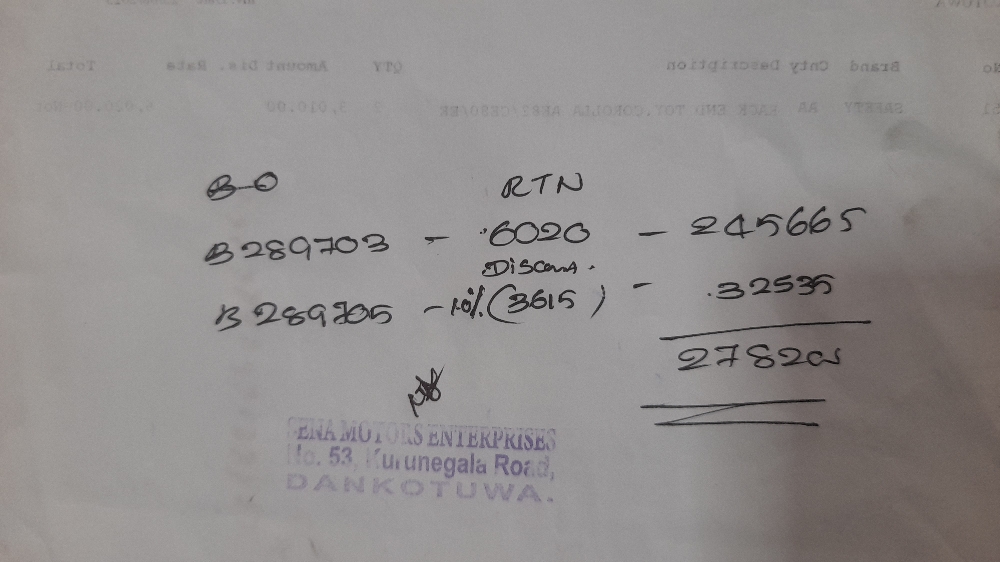 B-O RTN
B289703 - 6020 - 245665
Discount.
B289705 - 10% (3615) - 32535
278200
SENA MOTORS ENTERPRISES
No. 53, Kurunegala Road,
DANKOTUWA.